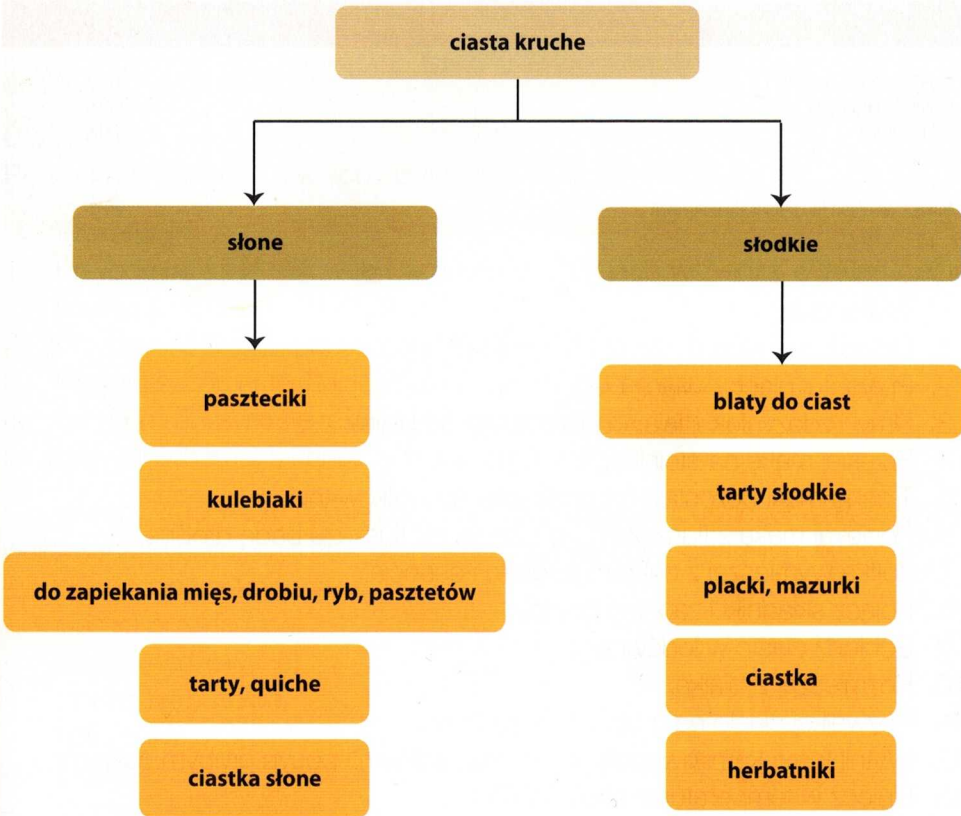 ciasta kruche
słone
słodkie
paszteciki
kulebiaki
do zapiekania mięs, drobiu, ryb, pasztetów
tarty, quiche
ciastka słone
blaty do ciast
tarty słodkie
placki, mazurki
ciastka
herbatniki